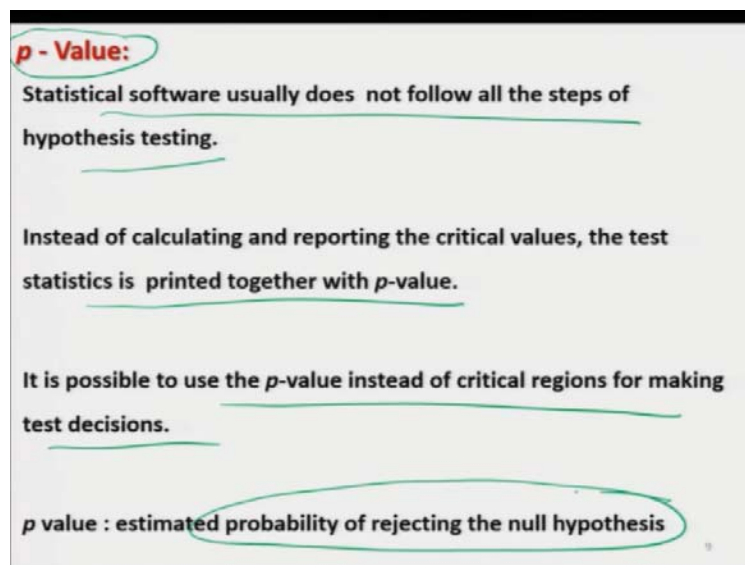 p - Value:
Statistical software usually does not follow all the steps of
hypothesis testing.
Instead of calculating and reporting the critical values, the test
statistics is printed together with p-value.
It is possible to use the p-value instead of critical regions for making
test decisions.
p value : estimated probability of rejecting the null hypothesis
9